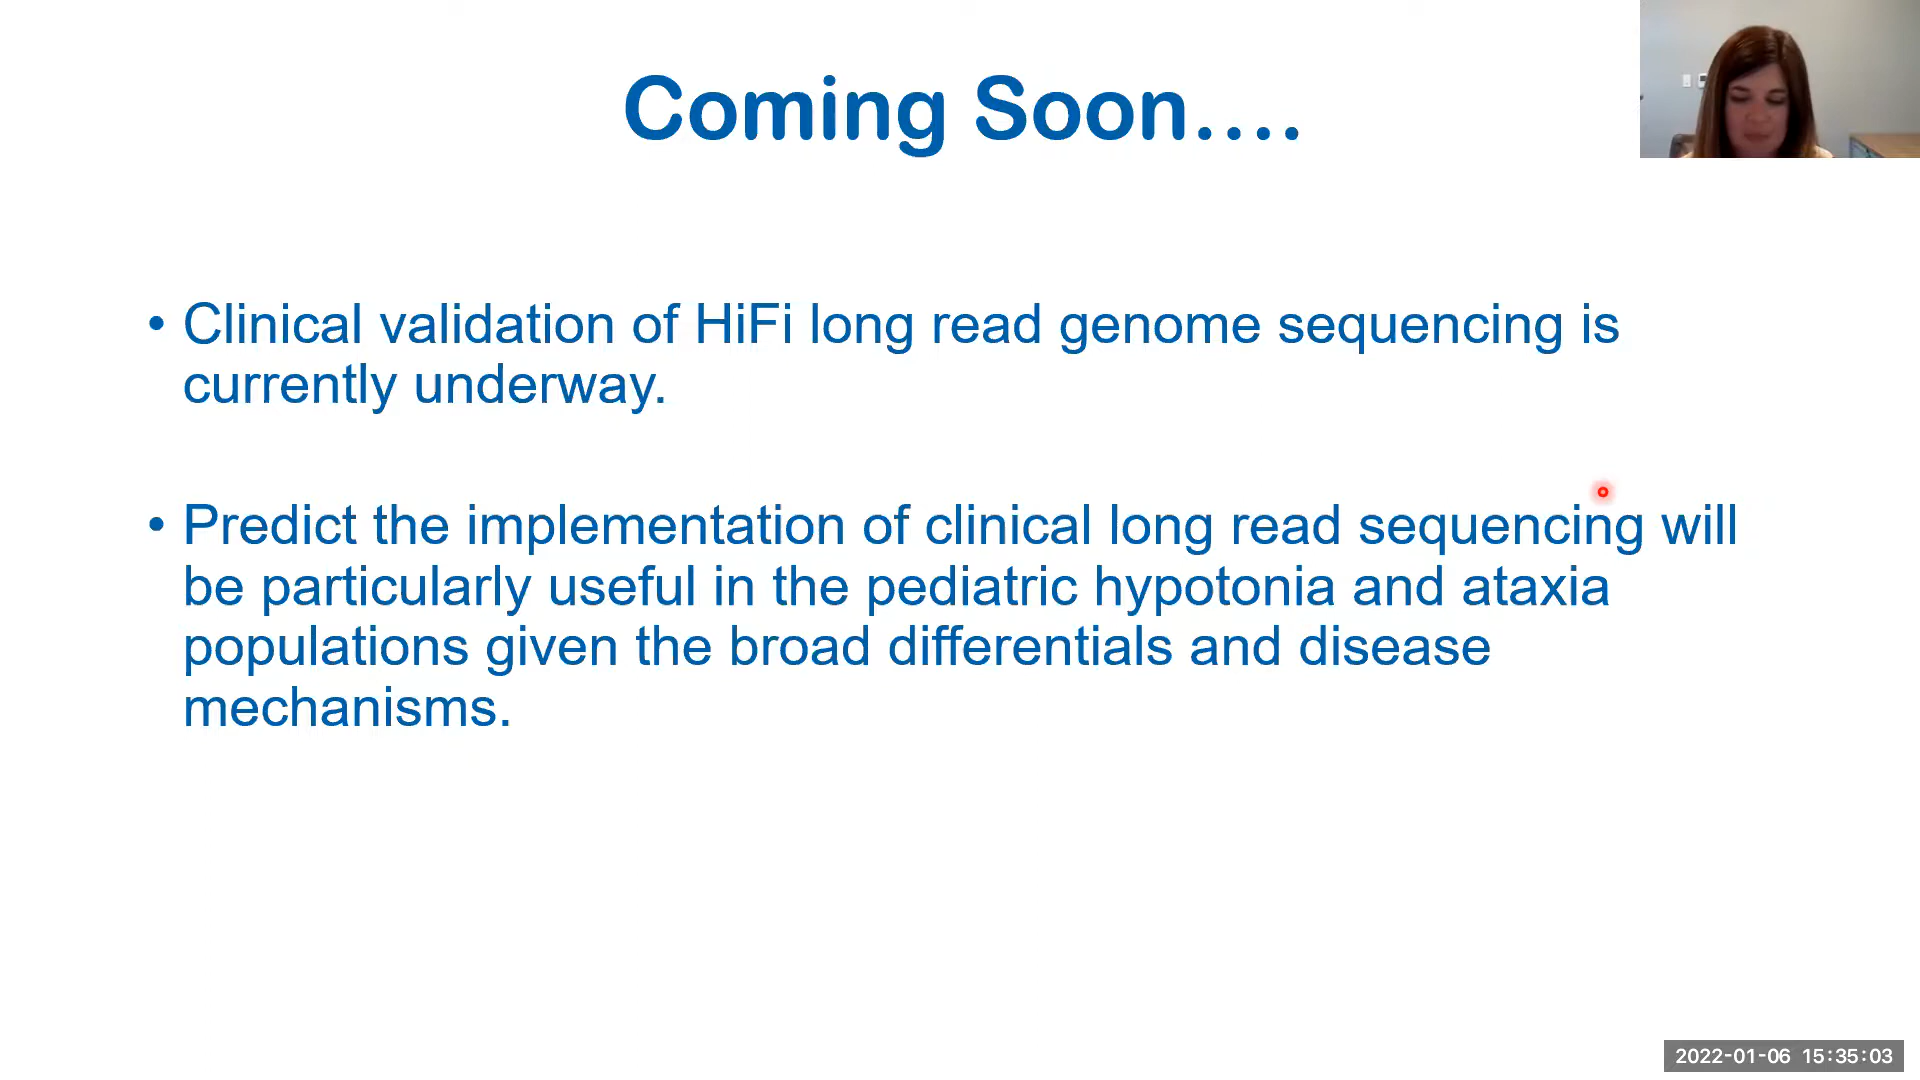 Coming Soon....
• Clinical validation of HiFi long read genome sequencing is
currently underway.
• Predict the implementation of clinical long read sequencing will
be particularly useful in the pediatric hypotonia and ataxia
populations given the broad differentials and disease
mechanisms.
2022-01-06 15:35:03